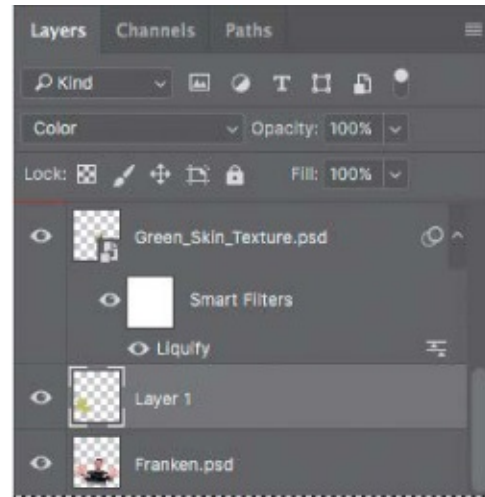 Layers Channels Paths
Kind T
Color Opacity: 100%
Lock: Fill: 100%
Green_Skin_Texture.psd
Smart Filters
Liquify
Layer 1
Franken.psd